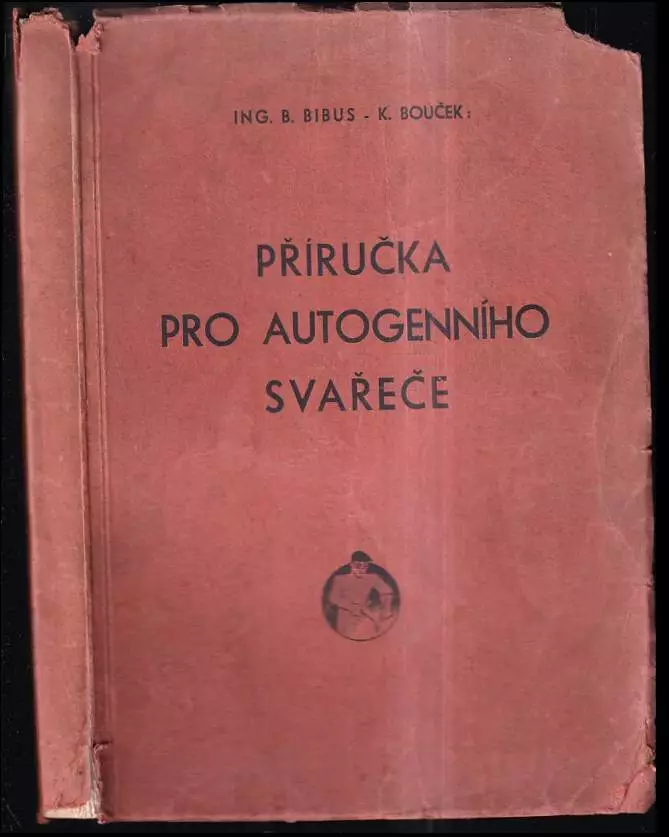 ING. B. BIBUS - K. BOUČEK:
PŘÍRUČKA
PRO AUTOGENNÍHO
SVAŘEČE